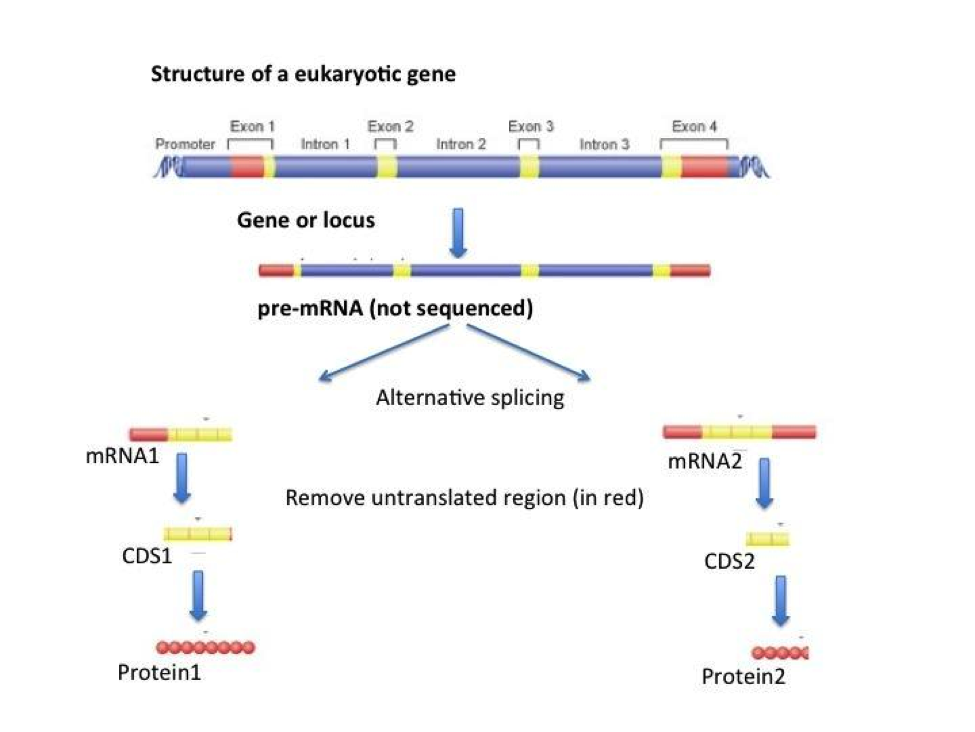 Structure of a eukaryotic gene
Exon 1 Exon 2 Exon 3 Exon 4
Promoter Intron 1 Intron 2 Intron 3
Gene or locus
pre-mRNA (not sequenced)
Alternative splicing
mRNA1 mRNA2
Remove untranslated region (in red)
CDS1 CDS2
Protein1 Protein2